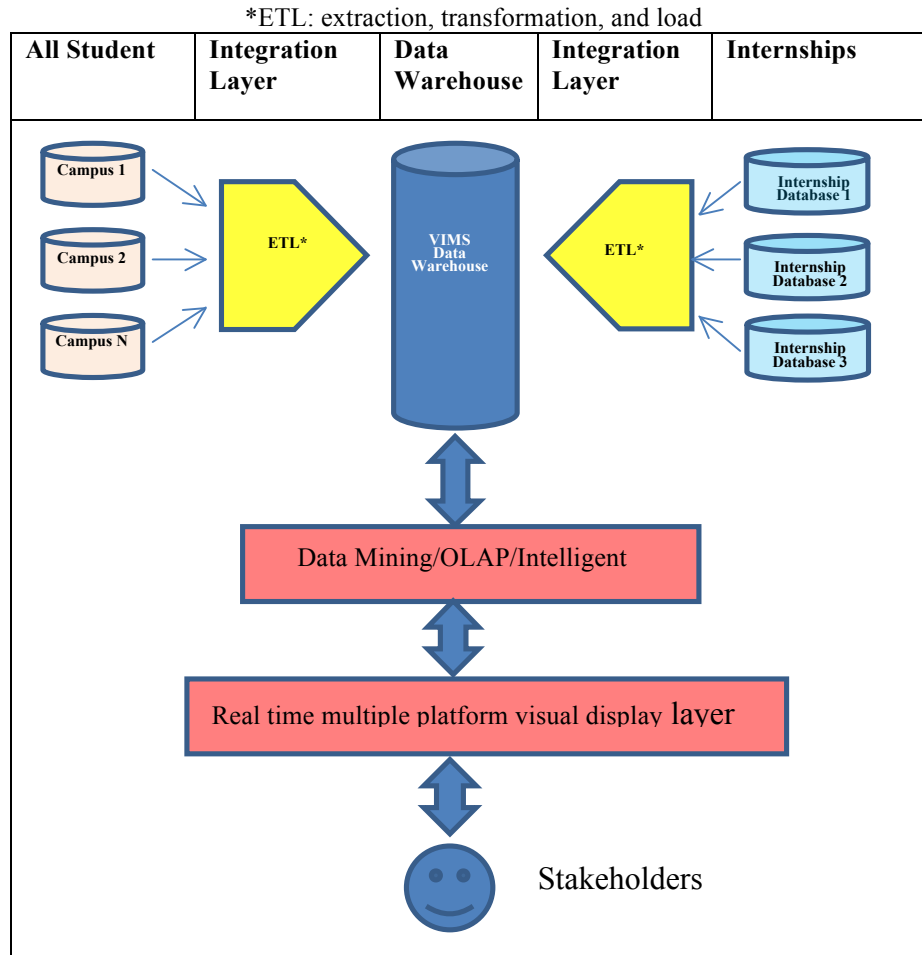 *ETL: extraction, transformation, and load
All Student
Integration
Layer
Data
Warehouse
Integration
Layer
Internships
Campus 1
Campus 2
Campus N
ETL*
VIMS
Data
Warehouse
ETL*
Internship
Database 1
Internship
Database 2
Internship
Database 3
Data Mining/OLAP/Intelligent
Real time multiple platform visual display layer
Stakeholders